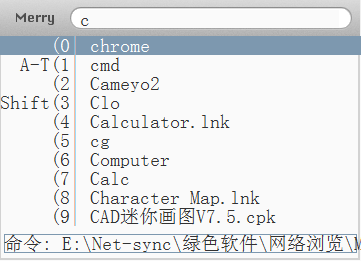 Merry c
(0 chrome
A-T(1 cmd
(2 Cameyo2
Shift(3 Clo
(4 Calculator.lnk
(5 cg
(6 Computer
(7 Calc
(8 Character Map.lnk
(9 CAD迷你画图V7.5.cpk
命令: E:\Net-sync\绿色软件\网络浏览\